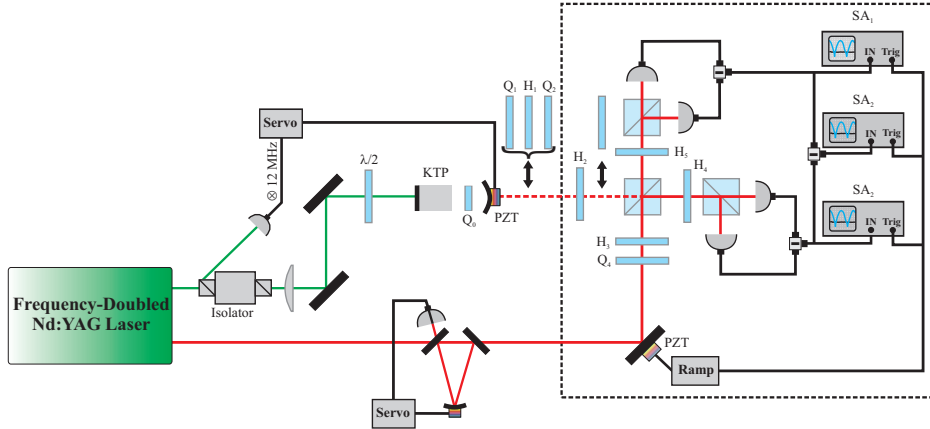 SA₁
IN Trig
Q₁ H₁ Q₂
SA₂
IN Trig
Servo
⊗ 12 MHz
λ/2
KTP
H₅
H₄
H₂
Q₀
PZT
SA₂
IN Trig
H₃
Q₄
Isolator
Frequency-Doubled
Nd:YAG Laser
PZT
Ramp
Servo